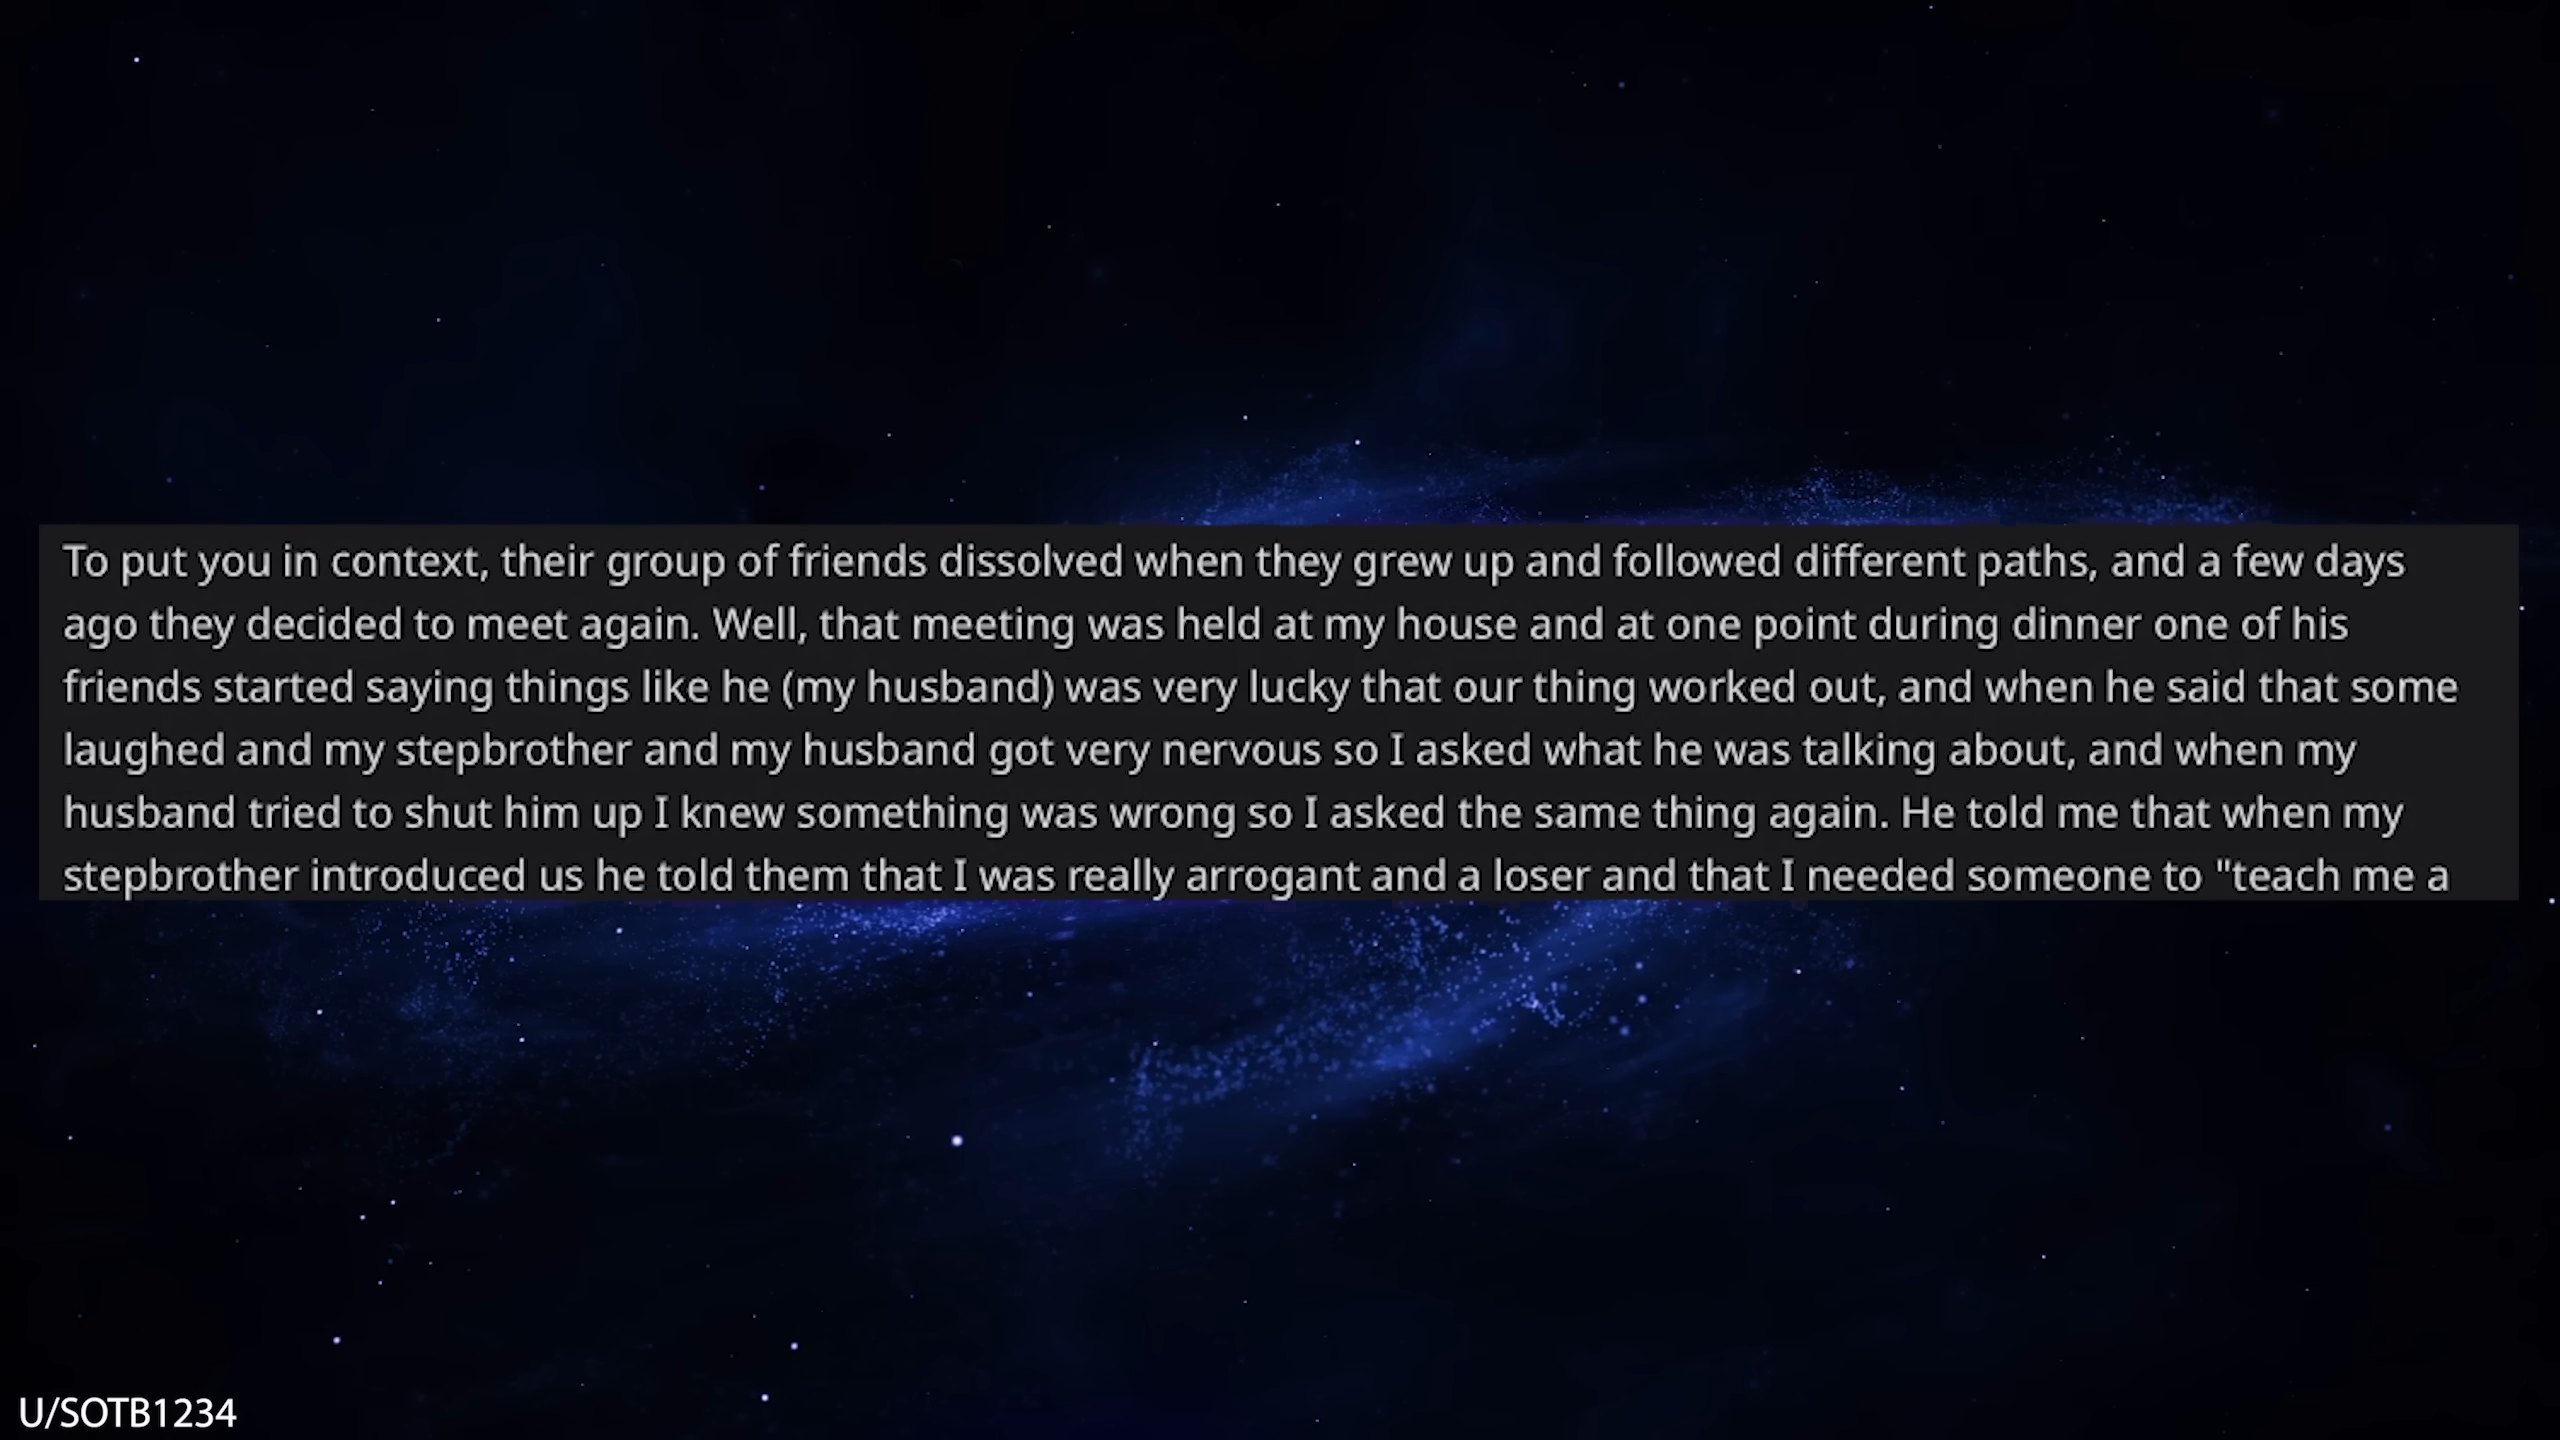 To put you in context, their group of friends dissolved when they grew up and followed different paths, and a few days
ago they decided to meet again. Well, that meeting was held at my house and at one point during dinner one of his
friends started saying things like he (my husband) was very lucky that our thing worked out, and when he said that some
laughed and my stepbrother and my husband got very nervous so I asked what he was talking about, and when my
husband tried to shut him up I knew something was wrong so I asked the same thing again. He told me that when my
stepbrother introduced us he told them that I was really arrogant and a loser and that I needed someone to "teach me a
U/SOTB1234